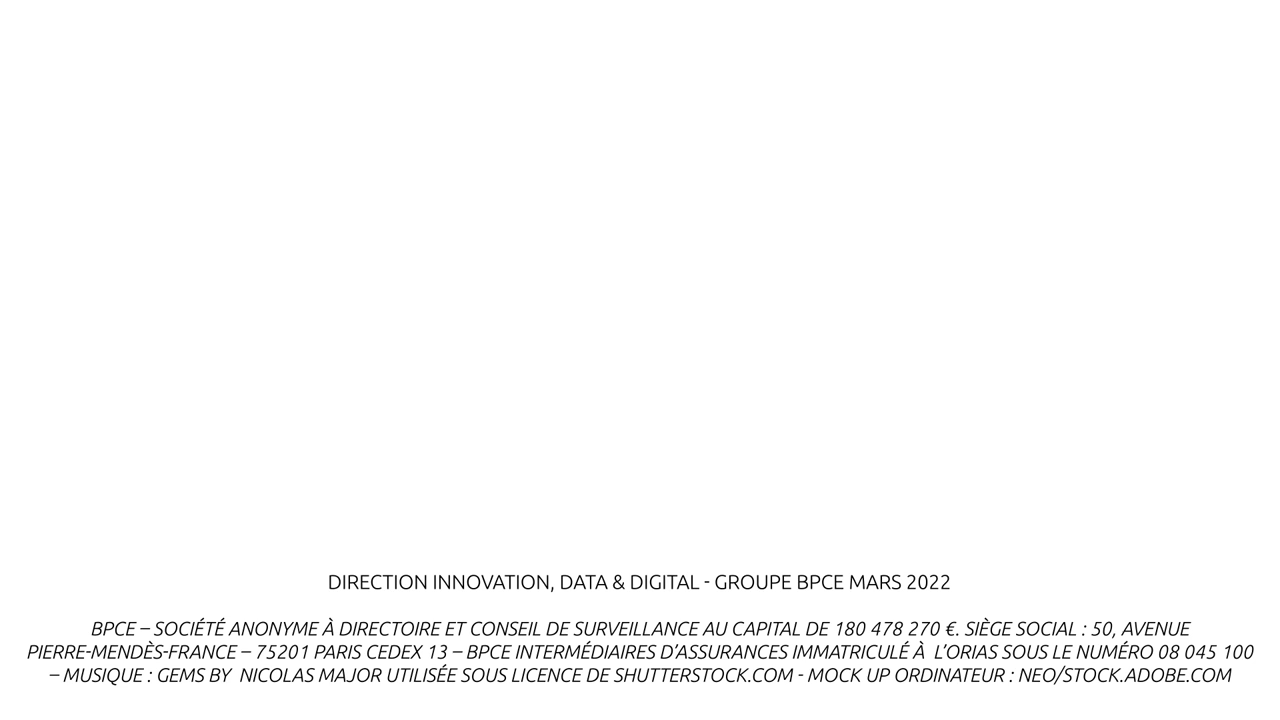 DIRECTION INNOVATION, DATA & DIGITAL - GROUPE BPCE MARS 2022
BPCE – SOCIÉTÉ ANONYME À DIRECTOIRE ET CONSEIL DE SURVEILLANCE AU CAPITAL DE 180 478 270 €. SIÈGE SOCIAL : 50, AVENUE
PIERRE-MENDÈS-FRANCE – 75201 PARIS CEDEX 13 – BPCE INTERMÉDIAIRES D'ASSURANCES IMMATRICULÉ À L'ORIAS SOUS LE NUMÉRO 08 045 100
– MUSIQUE : GEMS BY NICOLAS MAJOR UTILISÉE SOUS LICENCE DE SHUTTERSTOCK.COM - MOCK UP ORDINATEUR : NEO/STOCK.ADOBE.COM